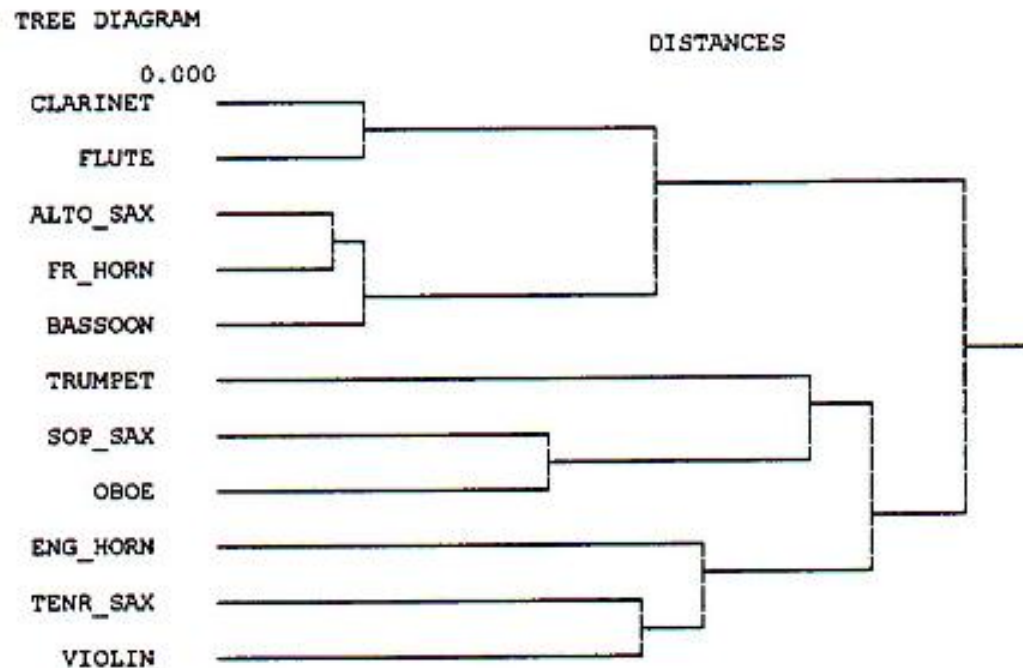 TREE DIAGRAM
DISTANCES
0.000
CLARINET
FLUTE
ALTO_SAX
FR_HORN
BASSOON
TRUMPET
SOP_SAX
OBOE
ENG_HORN
TENR_SAX
VIOLIN